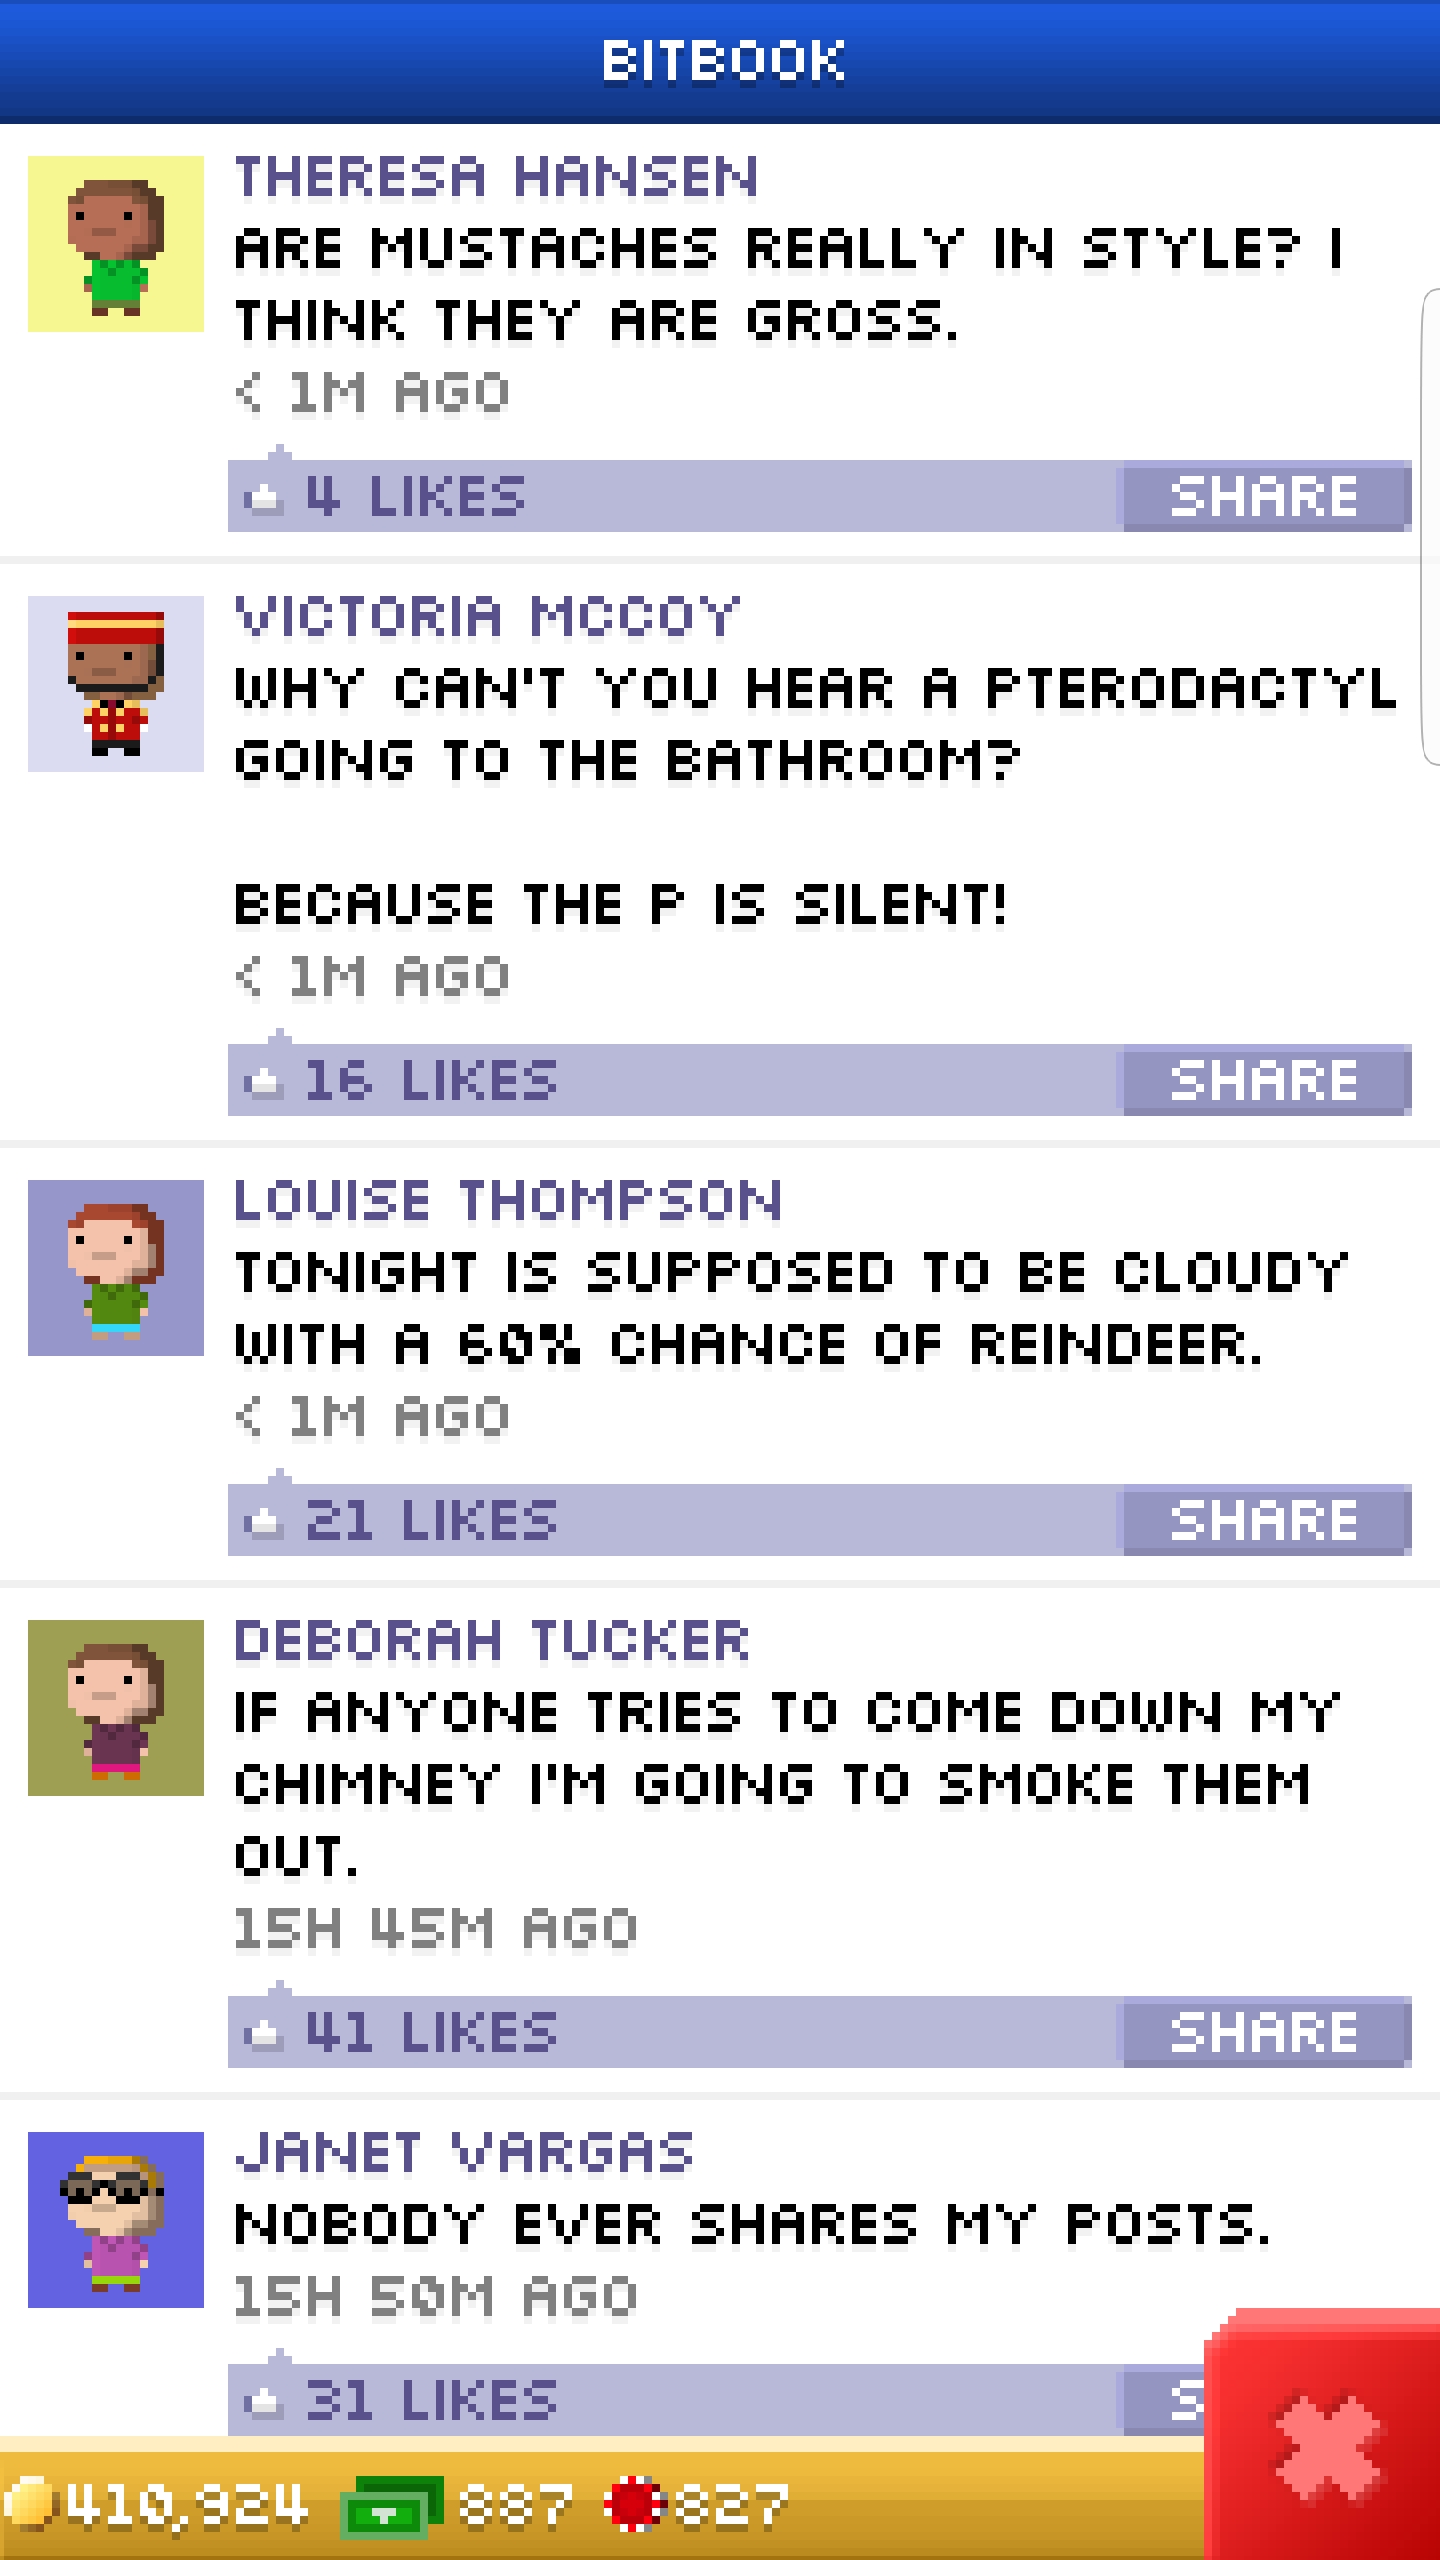 BITBOOK
THERESA HANSEN
ARE MUSTACHES REALLY IN STYLE? I
THINK THEY ARE GROSS.
< 1M AGO
4 LIKES
SHARE
VICTORIA MCCOY
WHY CAN'T YOU HEAR A PTERODACTYL
GOING TO THE BATHROOM?
BECAUSE THE P IS SILENT!
< 1M AGO
16 LIKES
SHARE
LOUISE THOMPSON
TONIGHT IS SUPPOSED TO BE CLOUDY
WITH A 60% CHANCE OF REINDEER.
< 1M AGO
21 LIKES
SHARE
DEBORAH TUCKER
IF ANYONE TRIES TO COME DOWN MY
CHIMNEY I'M GOING TO SMOKE THEM
OUT.
15H 45M AGO
41 LIKES
SHARE
JANET VARGAS
NOBODY EVER SHARES MY POSTS.
15H 50M AGO
31 LIKES
410,924 887 827